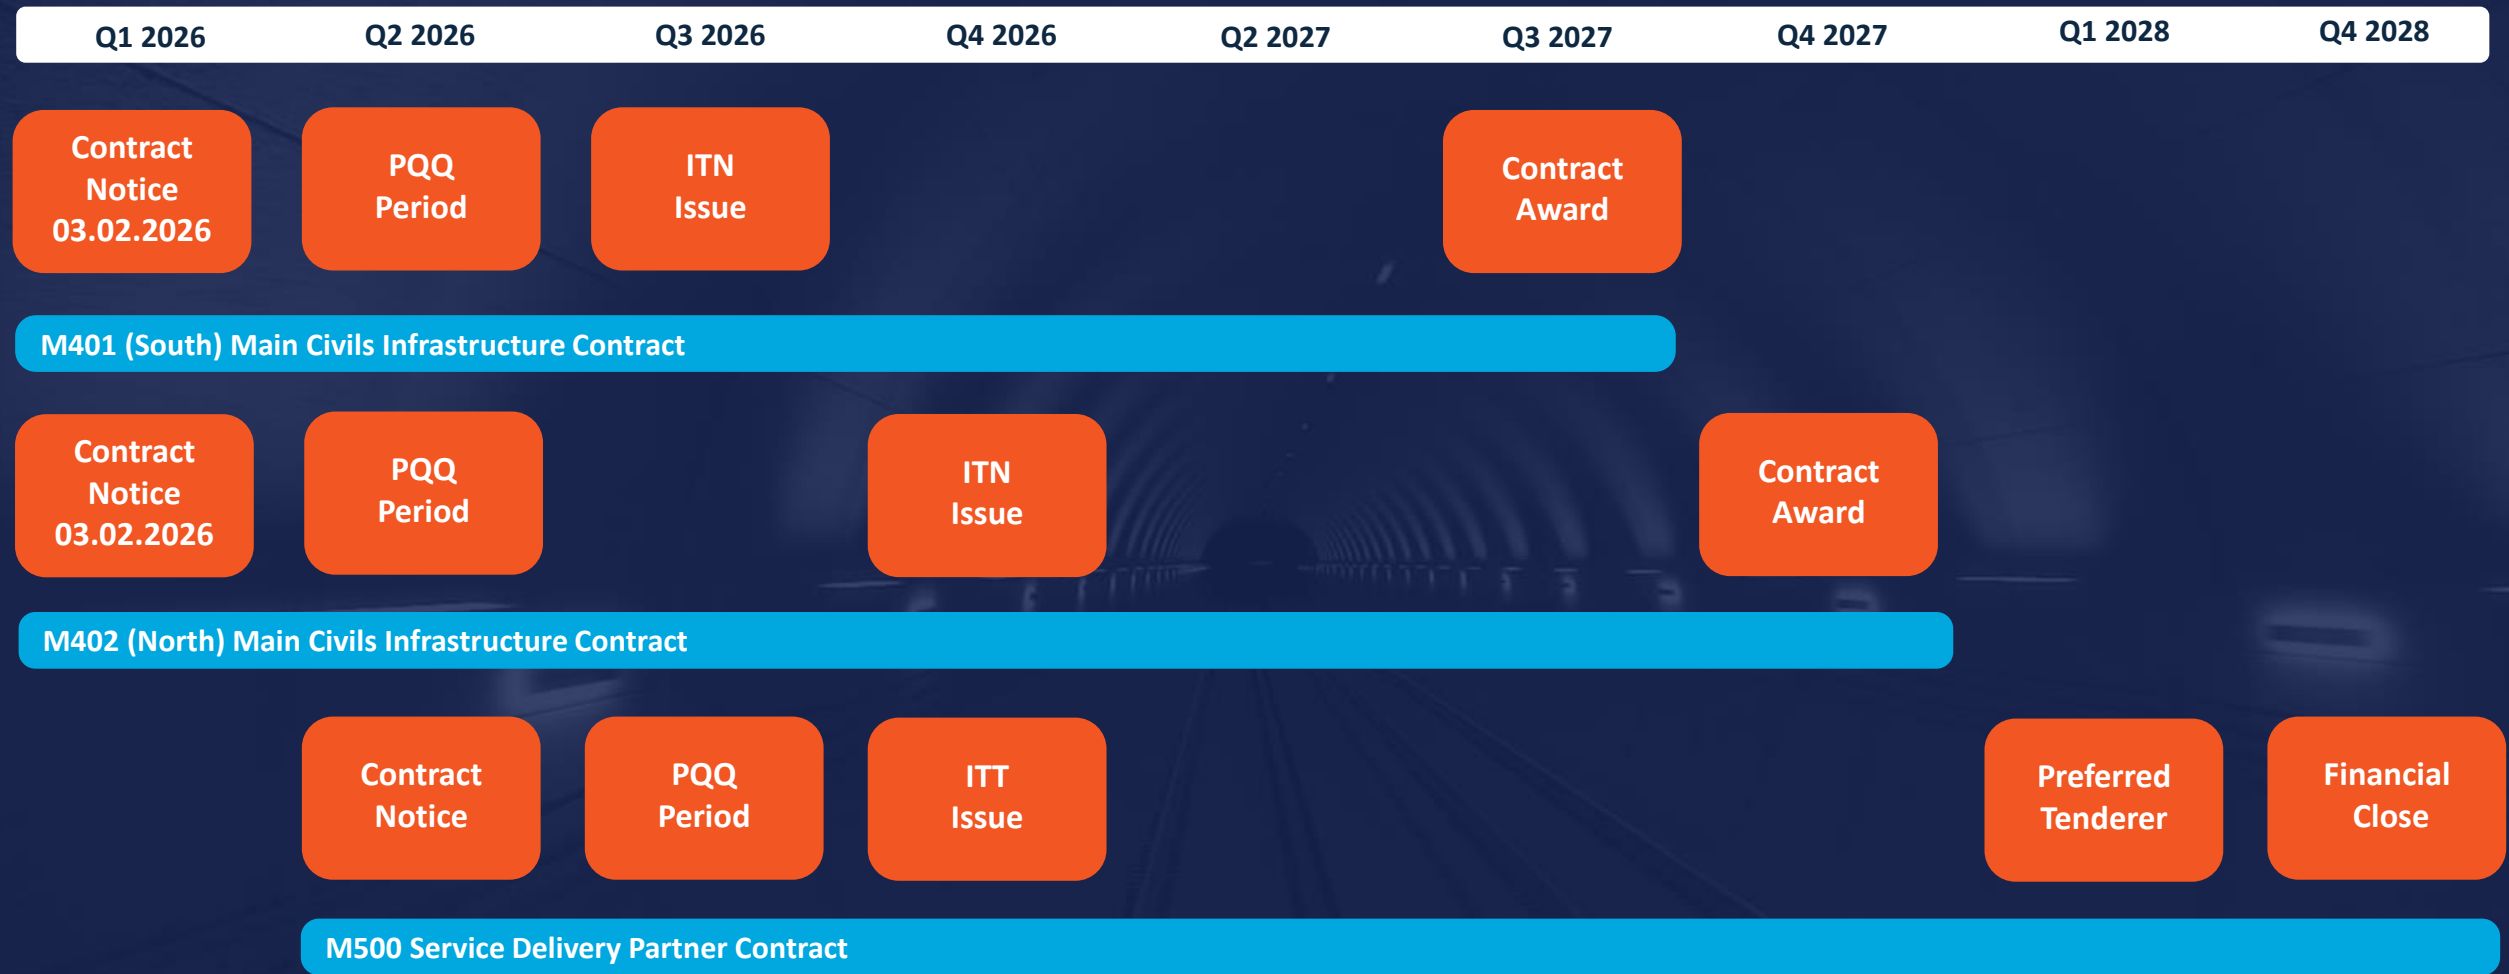 Q1 2026
Q2 2026
Q3 2026
Q4 2026
Q2 2027
Q3 2027
Q4 2027
Q1 2028
Q4 2028
Contract
Notice
03.02.2026
PQQ
Period
ITN
Issue
Contract
Award
M401 (South) Main Civils Infrastructure Contract
Contract
Notice
03.02.2026
PQQ
Period
ITN
Issue
Contract
Award
M402 (North) Main Civils Infrastructure Contract
Contract
Notice
PQQ
Period
ITT
Issue
Preferred
Tenderer
Financial
Close
M500 Service Delivery Partner Contract